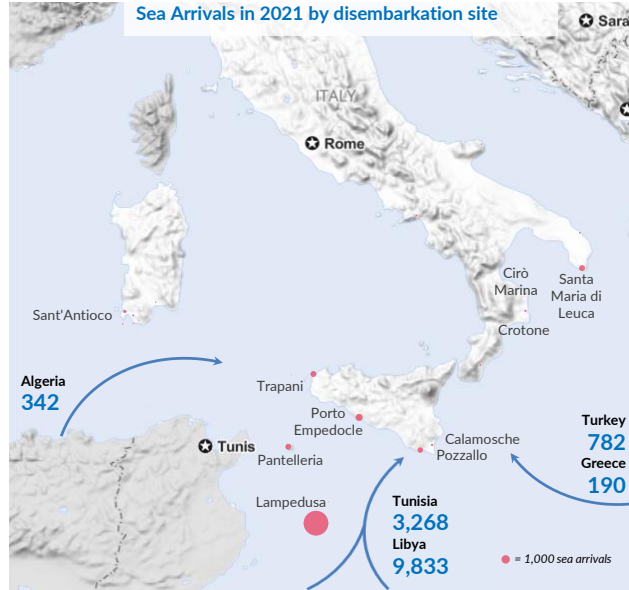 Sea Arrivals in 2021 by disembarkation site
Sara
ITALY
Rome
Cirò
Marina
Santa
Maria di
Leuca
Sant'Antioco
Crotone
Algeria
342
Trapani
Porto
Empedocle
Turkey
782
Greece
190
Calamosche
Pozzallo
Tunis
Pantelleria
Lampedusa
Tunisia
3,268
Libya
9,833
= 1,000 sea arrivals